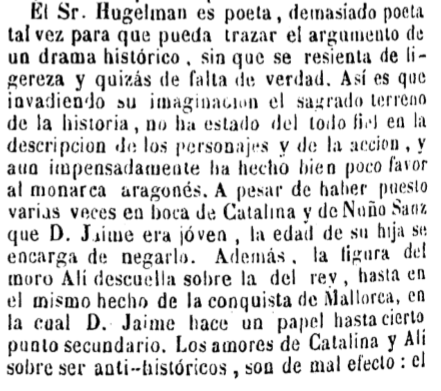 El Sr. Hugelman es poeta, demasiado poeta
tal vez para que pueda trazar el argumento de
un drama histórico, sin que se resienta de li-
gereza y quizás de falta de verdad. Así es que
invadiendo su imaginacion el sagrado terreno
de la historia, no ha estado del todo fiel en la
descripcion de los personajes y de la accion, y
aun impensadamente ha hecho bien poco favor
al monarca aragonés. A pesar de haber puesto
varias veces en boca de Catalina y de Nuño Sanz
que D. Jaime era jóven, la edad de su hija se
encarga de negarlo. Además, la figura del
moro Alí descuella sobre la del rey, hasta en
el mismo hecho de la conquista de Mallorca, en
la cual D. Jaime hace un papel hasta cierto
punto secundario. Los amores de Catalina y Alí
sobre ser anti-históricos, son de mal efecto: el